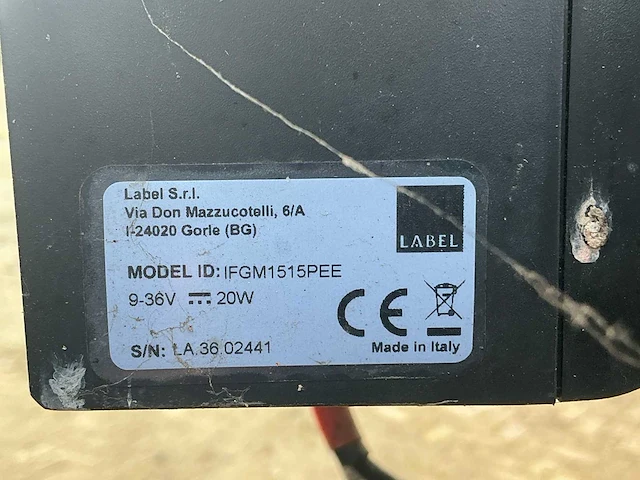 Label S.r.l.
Via Don Mazzucotelli, 6/A
I-24020 Gorle (BG)
LABEL
MODEL ID: IFGM1515PEE
9-36V ⎓ 20W
CE
S/N: LA.36.02441
Made in Italy